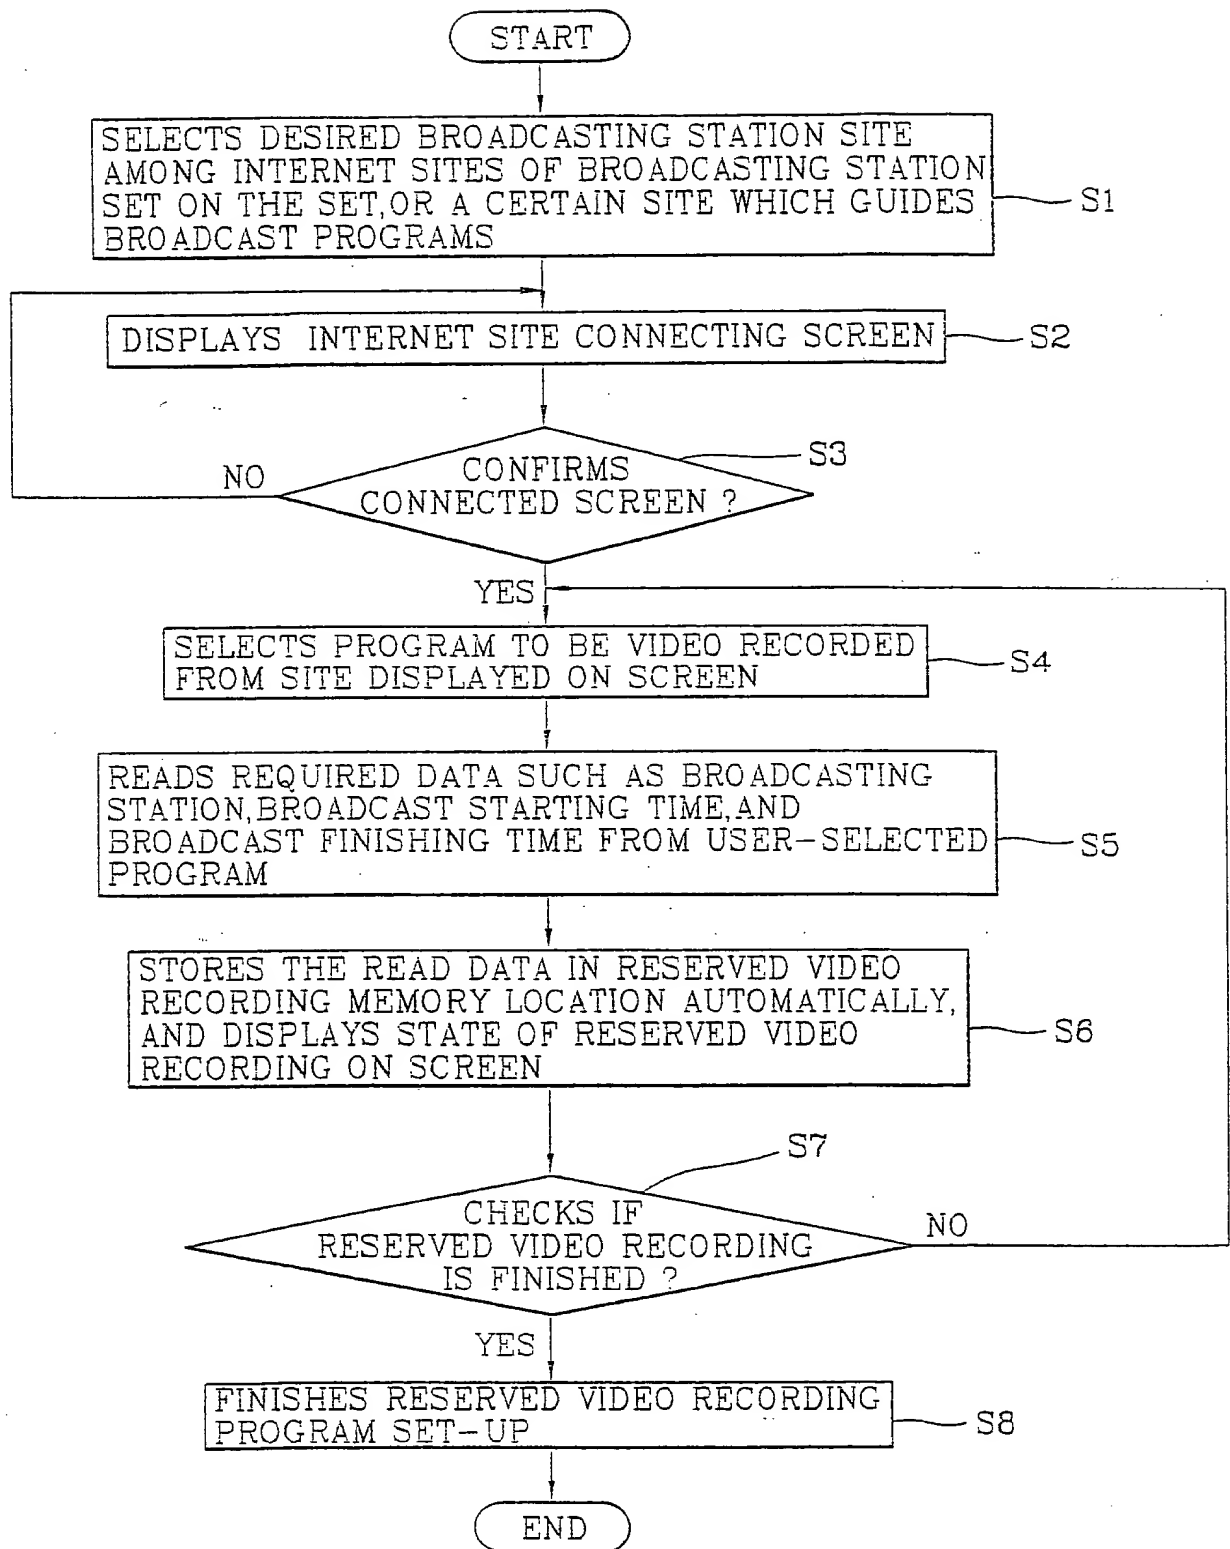 START
SELECTS DESIRED BROADCASTING STATION SITE
AMONG INTERNET SITES OF BROADCASTING STATION
SET ON THE SET,OR A CERTAIN SITE WHICH GUIDES
BROADCAST PROGRAMS
S1
DISPLAYS INTERNET SITE CONNECTING SCREEN
S2
S3
CONFIRMS
CONNECTED SCREEN ?
NO
YES
SELECTS PROGRAM TO BE VIDEO RECORDED
FROM SITE DISPLAYED ON SCREEN
S4
READS REQUIRED DATA SUCH AS BROADCASTING
STATION,BROADCAST STARTING TIME,AND
BROADCAST FINISHING TIME FROM USER-SELECTED
PROGRAM
S5
STORES THE READ DATA IN RESERVED VIDEO
RECORDING MEMORY LOCATION AUTOMATICALLY,
AND DISPLAYS STATE OF RESERVED VIDEO
RECORDING ON SCREEN
S6
S7
CHECKS IF
RESERVED VIDEO RECORDING
IS FINISHED ?
NO
YES
FINISHES RESERVED VIDEO RECORDING
PROGRAM SET-UP
S8
END